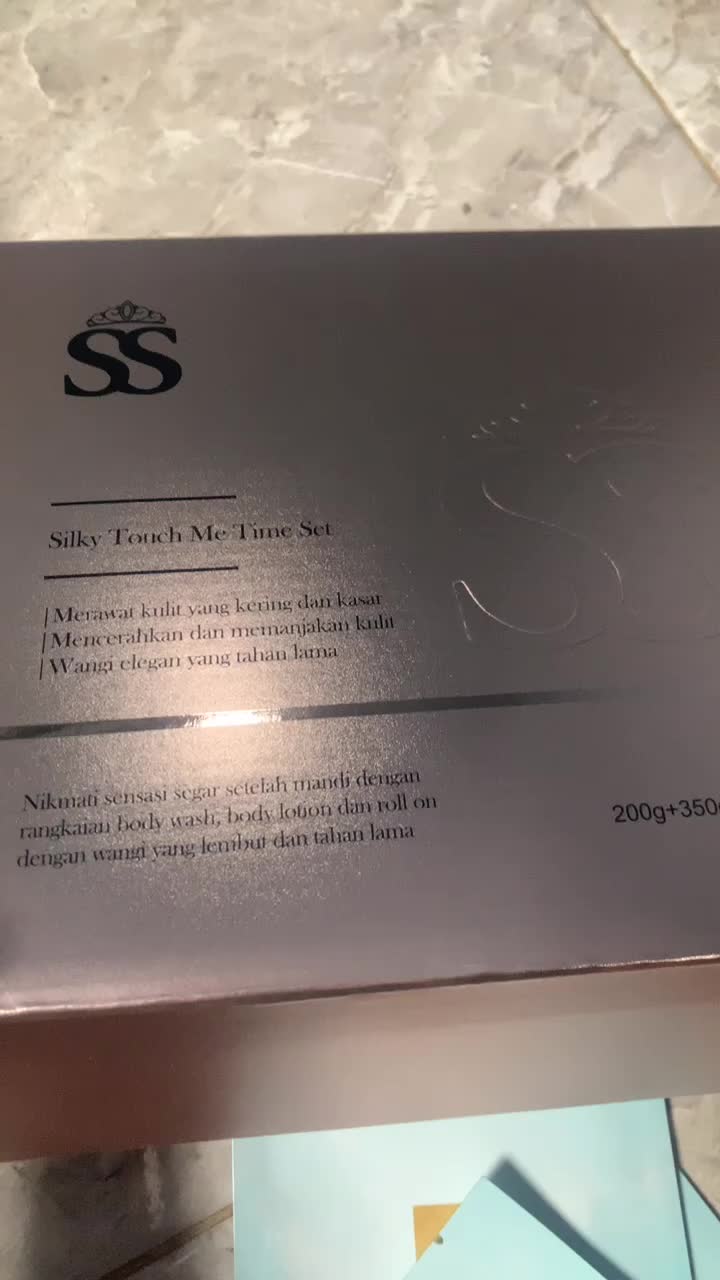 SS
Silky Touch Me Time Set
| Merawat kulit yang kering dan kasar
| Mencerahkan dan memanjakan kulit
| Wangi elegan yang tahan lama
Nikmati sensasi segar setelah mandi dengan
rangkaian body wash, body lotion dan roll on
dengan wangi yang lembut dan tahan lama
200g+350